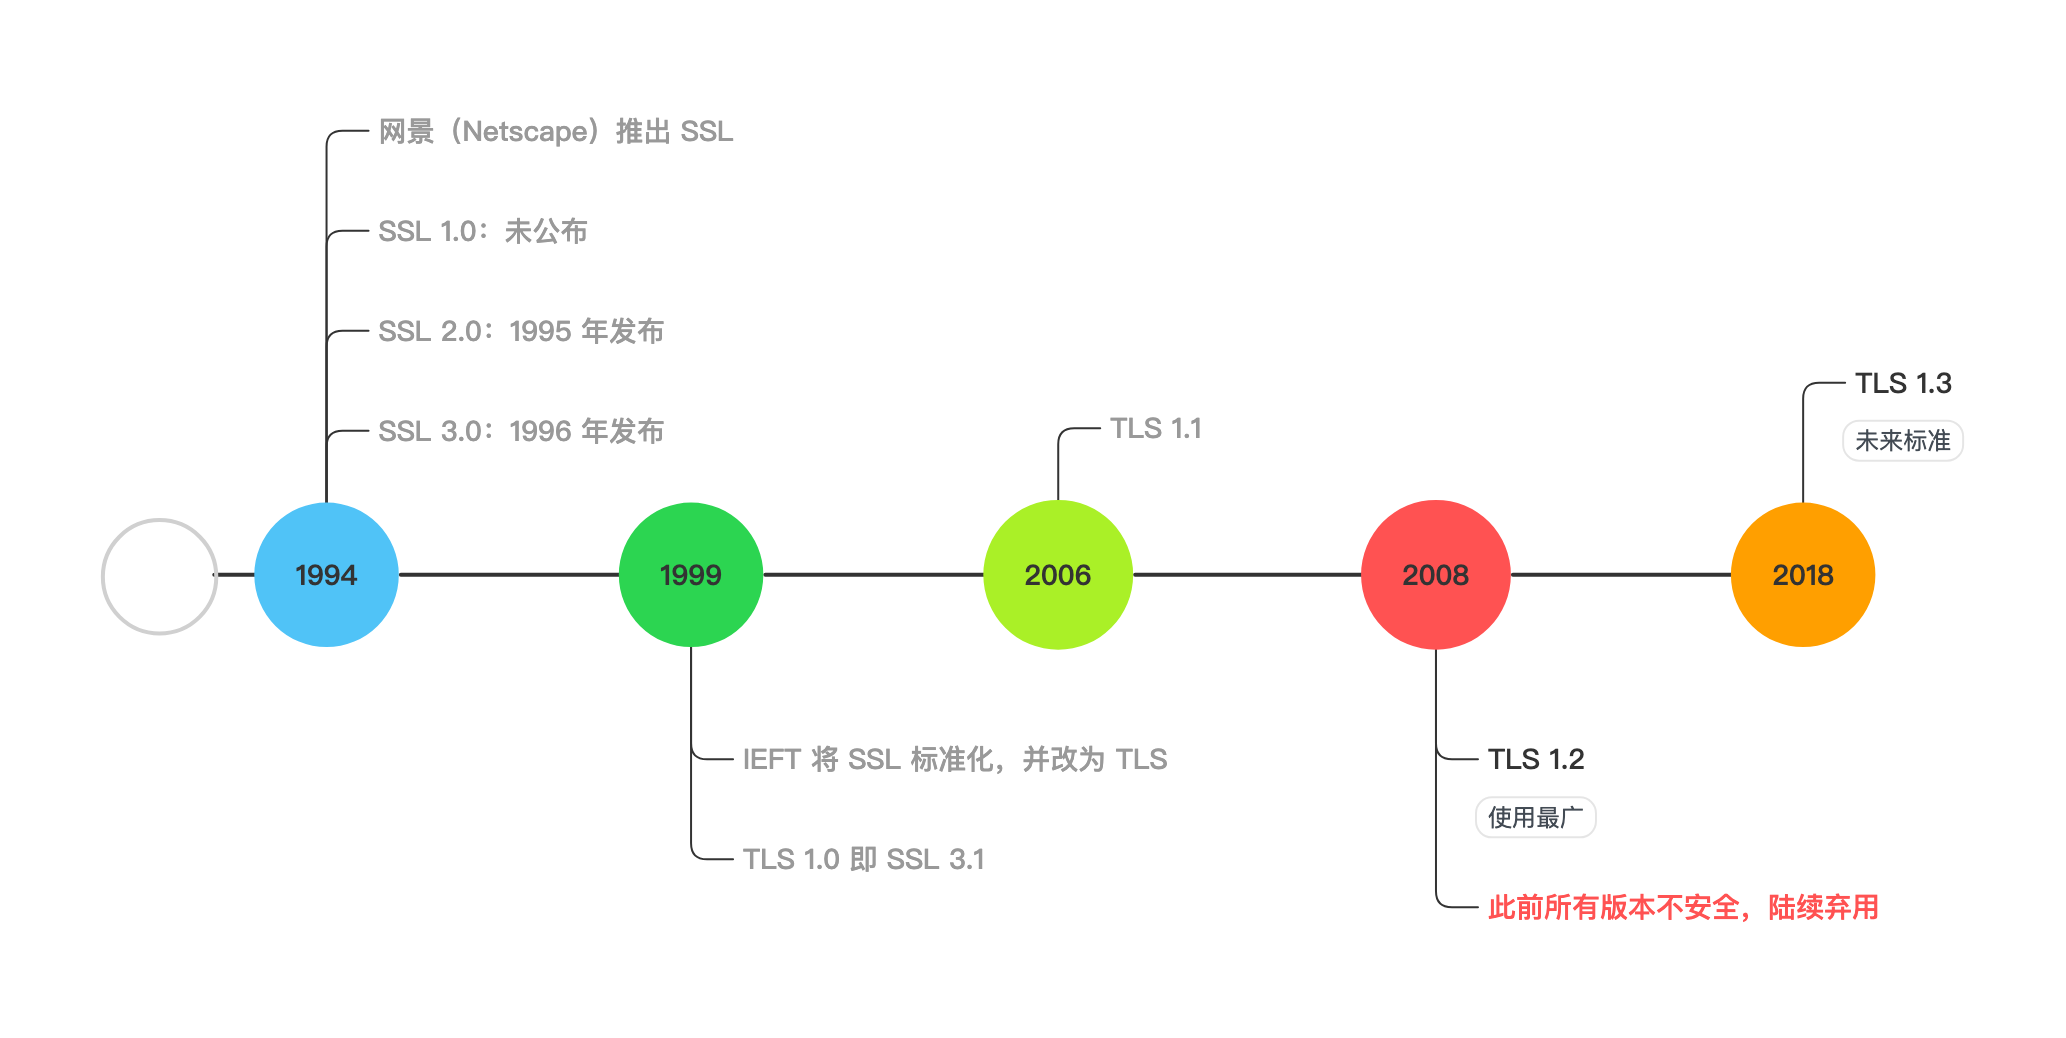 网景（Netscape）推出 SSL
SSL 1.0：未公布
SSL 2.0：1995 年发布
SSL 3.0：1996 年发布
1994
1999
IEFT 将 SSL 标准化，并改为 TLS
TLS 1.0 即 SSL 3.1
TLS 1.1
2006
2008
TLS 1.2
使用最广
此前所有版本不安全，陆续弃用
TLS 1.3
未来标准
2018